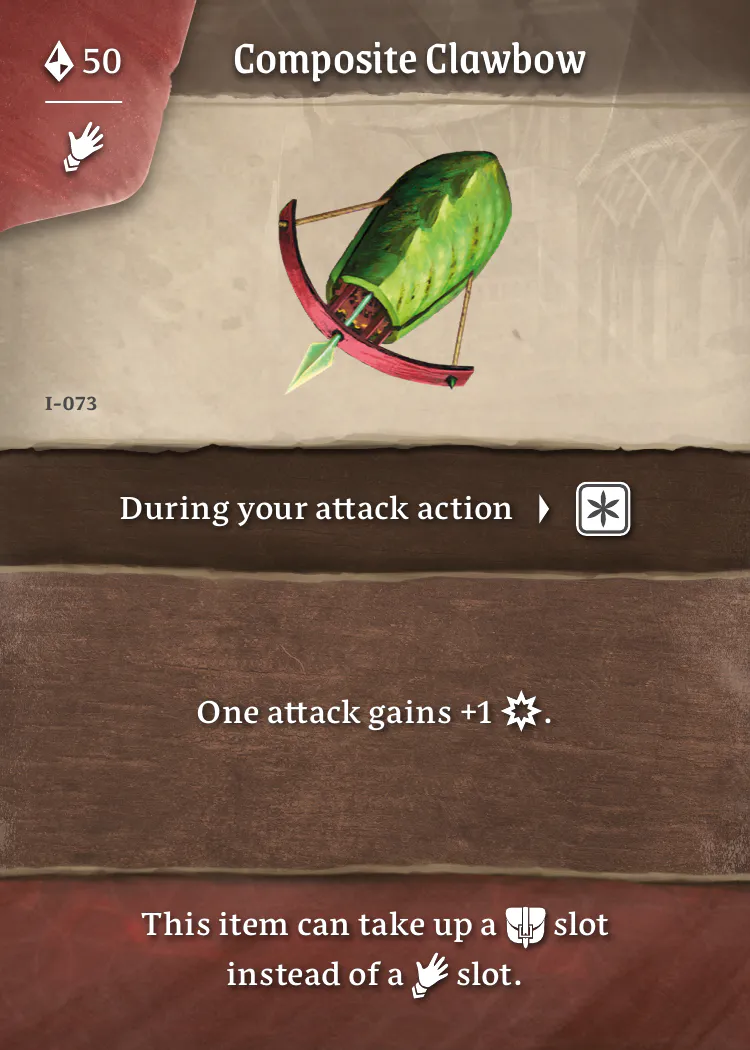 50
Composite Clawbow
I-073
During your attack action
One attack gains +1 .
This item can take up a slot
instead of a slot.